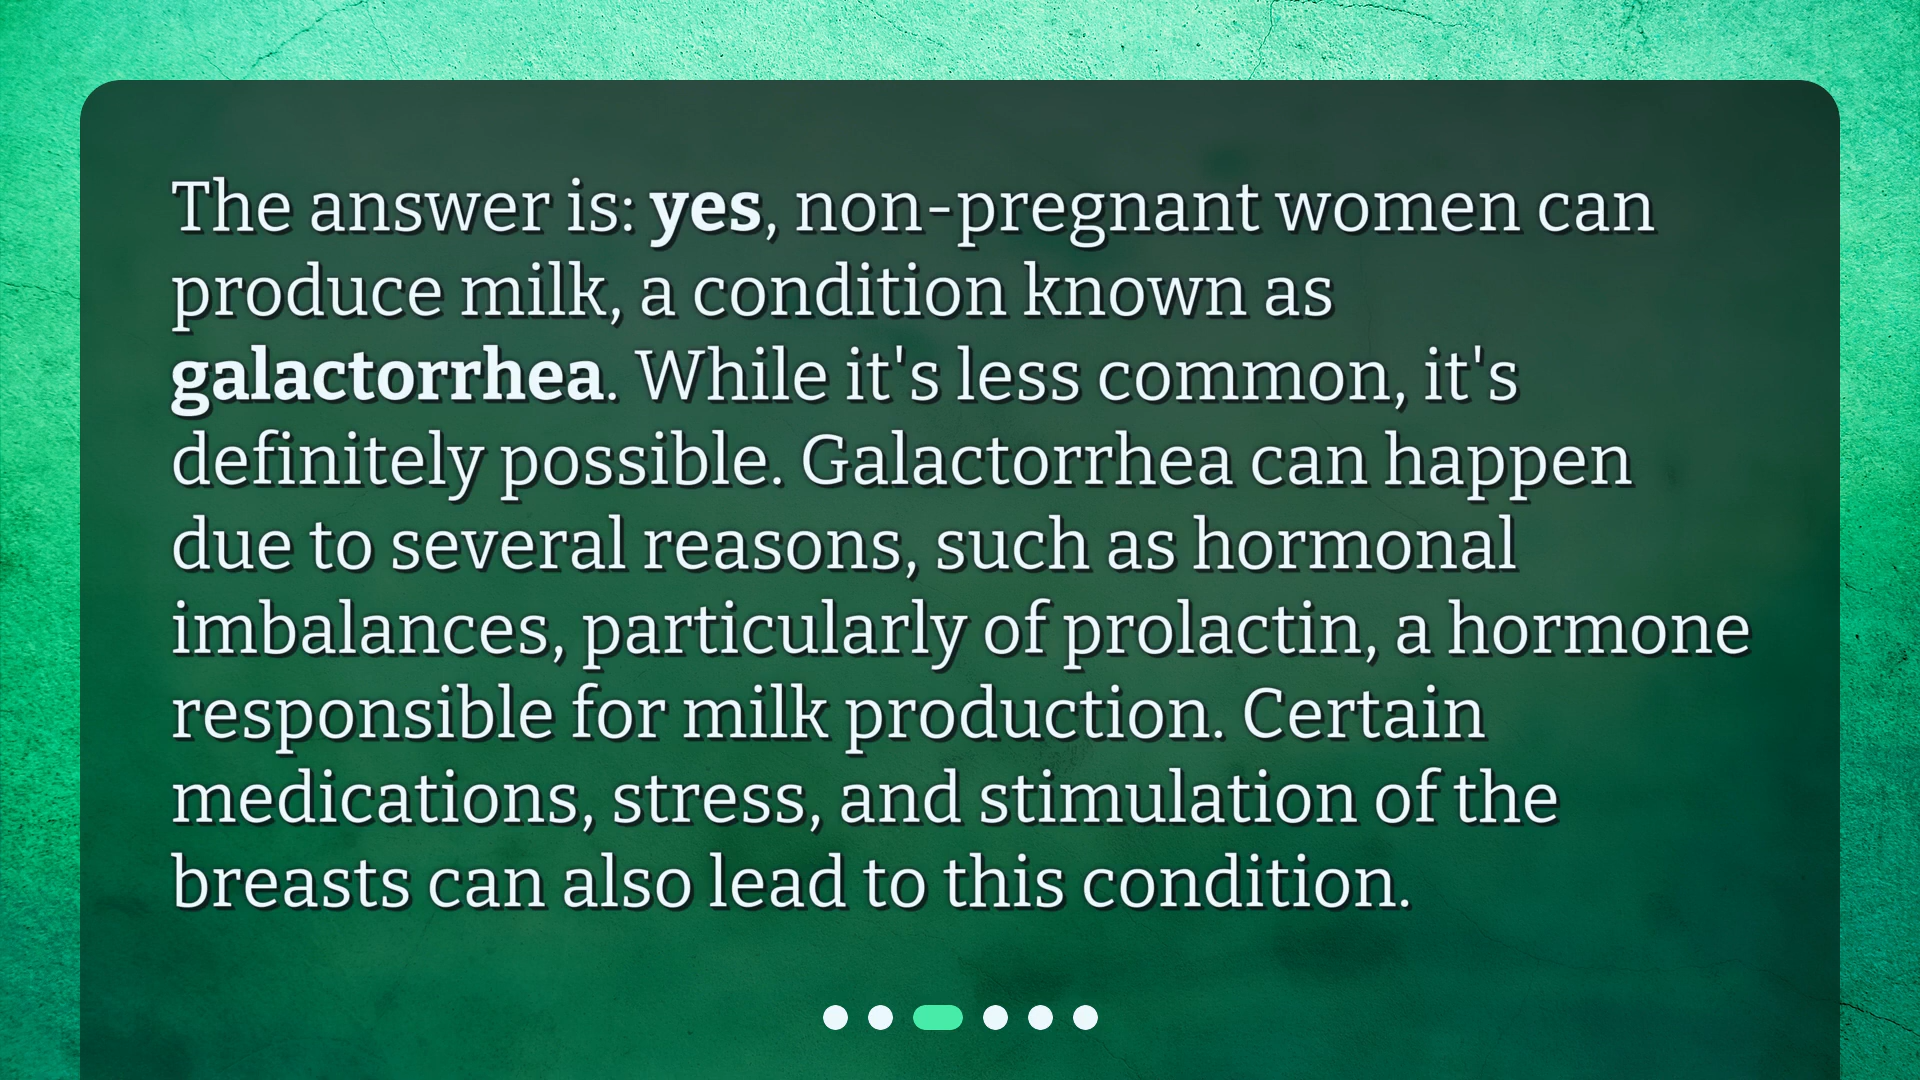 The answer is: yes, non-pregnant women can
produce milk, a condition known as
galactorrhea. While it's less common, it's
definitely possible. Galactorrhea can happen
due to several reasons, such as hormonal
imbalances, particularly of prolactin, a hormone
responsible for milk production. Certain
medications, stress, and stimulation of the
breasts can also lead to this condition.